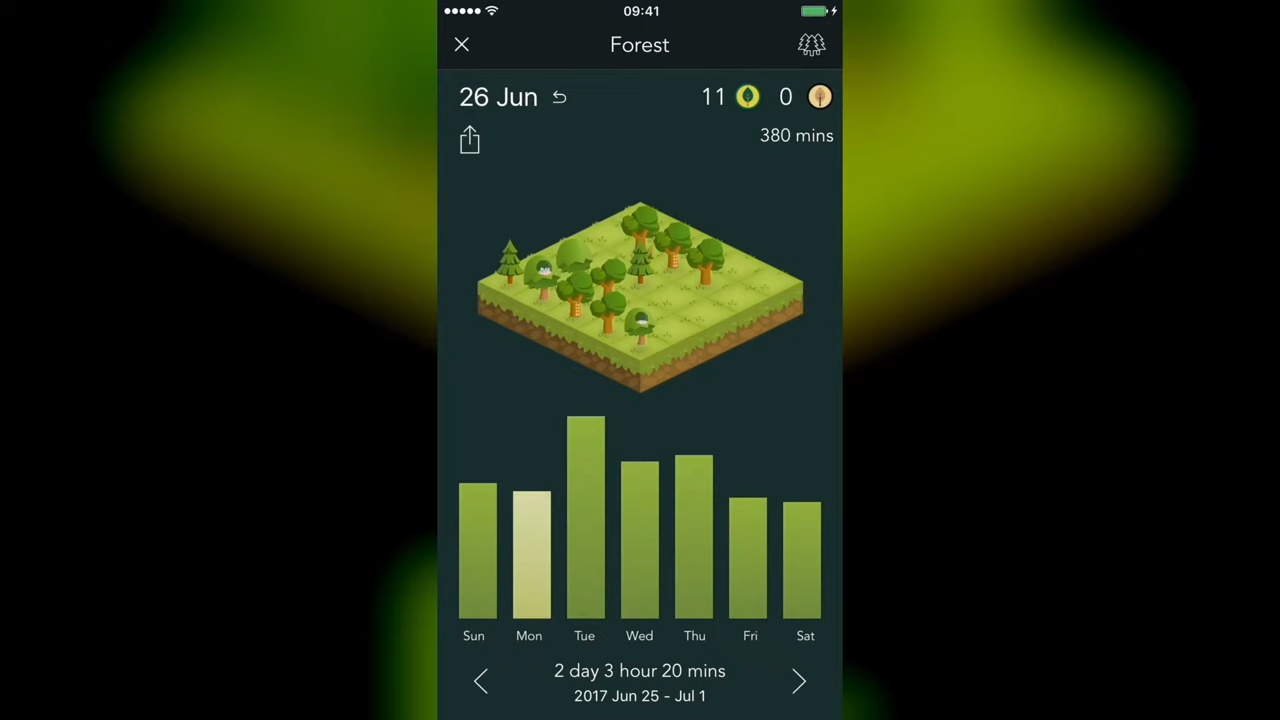 09:41
Forest
26 Jun
11
0
380 mins
Sun Mon Tue Wed Thu Fri Sat
2 day 3 hour 20 mins
2017 Jun 25 - Jul 1